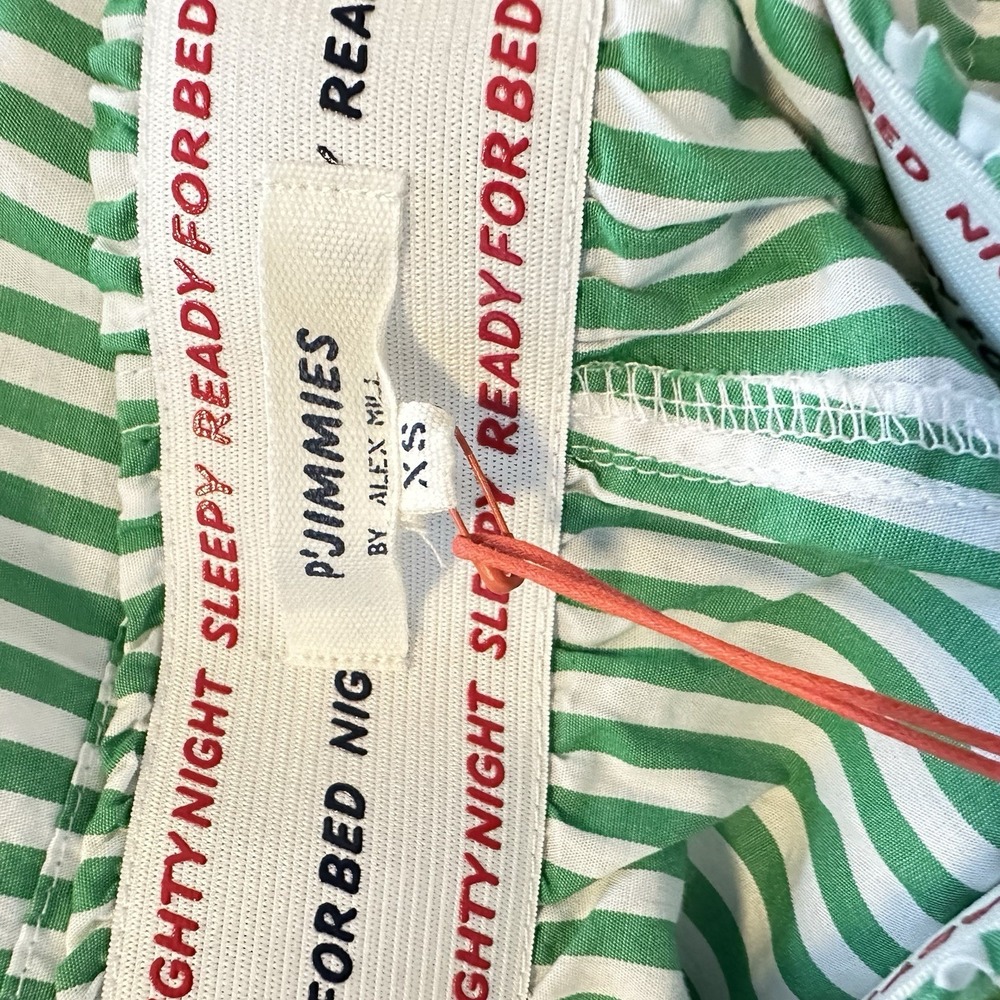 GHTY NIGHT SLEEPY READY FOR BED
FOR BED NIG
' REA
P'JIMMIES
BY ALEX MILL
XS
GHTY NIGHT SLEEPY READY FOR BED
BED NI